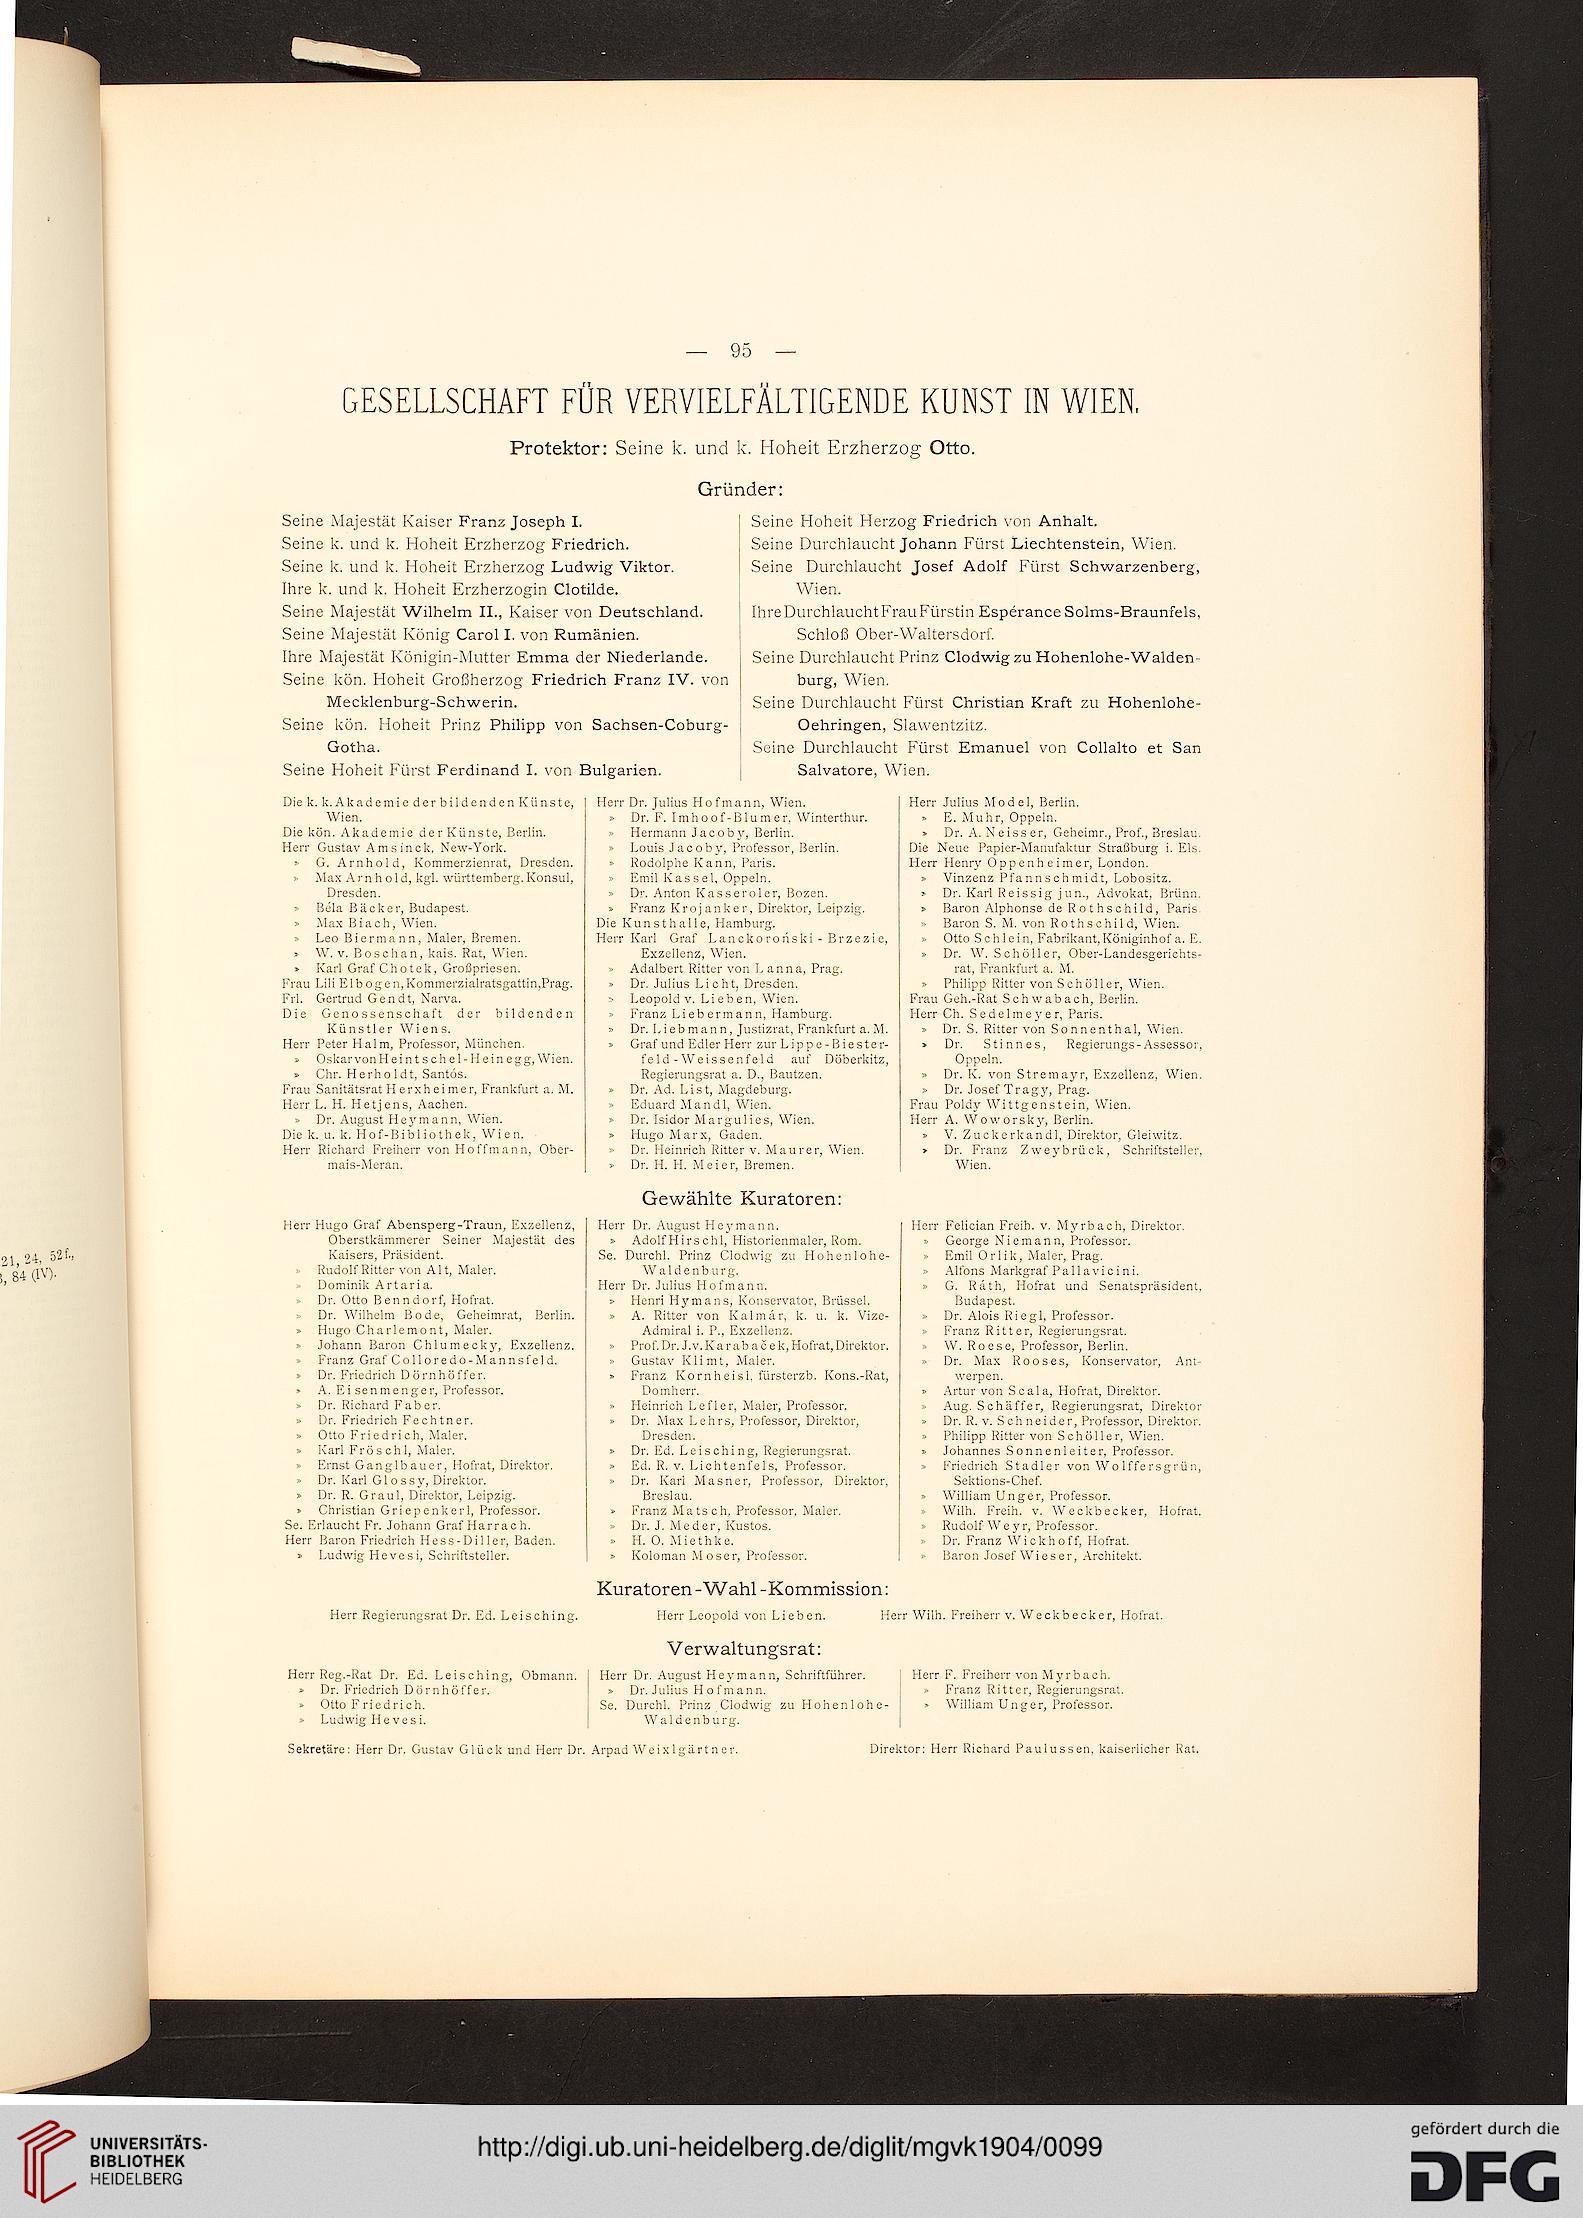 — 95 —
GESELLSCHAFT FÜR VERVIELFÄLTIGENDE KUNST IN WIEN.
Protektor: Seine k. und k. Hoheit Erzherzog Otto.
Gründer:
Seine Majestät Kaiser Franz Joseph I.
Seine k. und k. Hoheit Erzherzog Friedrich.
Seine k. und k. Hoheit Erzherzog Ludwig Viktor.
Ihre k. und k. Hoheit Erzherzogin Clotilde.
Seine Majestät Wilhelm II., Kaiser von Deutschland.
Seine Majestät König Carol I. von Rumänien.
Ihre Majestät Königin-Mutter Emma der Niederlande.
Seine kön. Hoheit Großherzog Friedrich Franz IV. von
Mecklenburg-Schwerin.
Seine kön. Hoheit Prinz Philipp von Sachsen-Coburg-
Gotha.
Seine Hoheit Fürst Ferdinand I. von Bulgarien.
Seine Hoheit Herzog Friedrich von Anhalt.
Seine Durchlaucht Johann Fürst Liechtenstein, Wien.
Seine Durchlaucht Josef Adolf Fürst Schwarzenberg,
Wien.
Ihre Durchlaucht Frau Fürstin Espérance Solms-Braunfels,
Schloß Ober-Waltersdorf.
Seine Durchlaucht Prinz Clodwig zu Hohenlohe-Walden-
burg, Wien.
Seine Durchlaucht Fürst Christian Kraft zu Hohenlohe-
Oehringen, Slawentzitz.
Seine Durchlaucht Fürst Emanuel von Collalto et San
Salvatore, Wien.
Die k. k. Akademie der bildenden Künste,
Wien.
Die kön. Akademie der Künste, Berlin.
Herr Gustav Amsinck, New-York.
» G. Arnhold, Kommerzienrat, Dresden.
» Max Arnhold, kgl. württemberg. Konsul,
Dresden.
» Béla Bäcker, Budapest.
» Max Biach, Wien.
» Leo Biermann, Maler, Bremen.
» W. v. Boschan, kais. Rat, Wien.
» Karl Graf Chotek, Großpriesen.
Frau Lili Elbogen, Kommerzialratsgattin, Prag.
Frl. Gertrud Gendt, Narva.
Die Genossenschaft der bildenden
Künstler Wiens.
Herr Peter Halm, Professor, München.
» Oskar von Heintschel-Heinegg, Wien.
» Chr. Herholdt, Santós.
Frau Sanitätsrat Herxheimer, Frankfurt a. M.
Herr L. H. Hetjens, Aachen.
» Dr. August Heymann, Wien.
Die k. u. k. Hof-Bibliothek, Wien.
Herr Richard Freiherr von Hoffmann, Ober-
mais-Meran.
Herr Dr. Julius Hofmann, Wien.
» Dr. F. Imhoof-Blumer, Winterthur.
» Hermann Jacoby, Berlin.
» Louis Jacoby, Professor, Berlin.
» Rodolphe Kann, Paris.
» Emil Kassel, Oppeln.
» Dr. Anton Kasseroler, Bozen.
» Franz Krojanker, Direktor, Leipzig.
Die Kunsthalle, Hamburg.
Herr Karl Graf Lanckoroński-Brzezie,
Exzellenz, Wien.
» Adalbert Ritter von Lanna, Prag.
» Dr. Julius Licht, Dresden.
» Leopold v. Lieben, Wien.
» Franz Liebermann, Hamburg.
» Dr. Liebmann, Justizrat, Frankfurt a. M.
» Graf und Edler Herr zur Lippe-Biester-
feld-Weissenfeld auf Döberkitz,
Regierungsrat a. D., Bautzen.
» Dr. Ad. List, Magdeburg.
» Eduard Mandl, Wien.
» Dr. Isidor Margulies, Wien.
» Hugo Marx, Gaden.
» Dr. Heinrich Ritter v. Maurer, Wien.
» Dr. H. H. Meier, Bremen.
Herr Julius Model, Berlin.
» E. Muhr, Oppeln.
» Dr. A. Neisser, Geheimr., Prof., Breslau.
Die Neue Papier-Manufaktur Straßburg i. Els.
Herr Henry Oppenheimer, London.
» Vinzenz Pfannschmidt, Lobositz.
» Dr. Karl Reissig jun., Advokat, Brünn.
» Baron Alphonse de Rothschild, Paris.
» Baron S. M. von Rothschild, Wien.
» Otto Schlein, Fabrikant, Königinhof a. E.
» Dr. W. Schöller, Ober-Landesgerichts-
rat, Frankfurt a. M.
» Philipp Ritter von Schöller, Wien.
Frau Geh.-Rat Schwabach, Berlin.
Herr Ch. Sedelmeyer, Paris.
» Dr. S. Ritter von Sonnenthal, Wien.
» Dr. Stinnes, Regierungs-Assessor,
Oppeln.
» Dr. K. von Stremayr, Exzellenz, Wien.
» Dr. Josef Tragy, Prag.
Frau Poldy Wittgenstein, Wien.
Herr A. Woworsky, Berlin.
» V. Zuckerkandl, Direktor, Gleiwitz.
» Dr. Franz Zweybrück, Schriftsteller,
Wien.
Gewählte Kuratoren:
Herr Hugo Graf Abensperg-Traun, Exzellenz,
Oberstkämmerer Seiner Majestät des
Kaisers, Präsident.
» Rudolf Ritter von Alt, Maler.
» Dominik Artaria.
» Dr. Otto Benndorf, Hofrat.
» Dr. Wilhelm Bode, Geheimrat, Berlin.
» Hugo Charlemont, Maler.
» Johann Baron Chlumecky, Exzellenz.
» Franz Graf Colloredo-Mannsfeld.
» Dr. Friedrich Dörnhöffer.
» A. Eisenmenger, Professor.
» Dr. Richard Faber.
» Dr. Friedrich Fechtner.
» Otto Friedrich, Maler.
» Karl Fröschl, Maler.
» Ernst Ganglbauer, Hofrat, Direktor.
» Dr. Karl Glossy, Direktor.
» Dr. R. Graul, Direktor, Leipzig.
» Christian Griepenkerl, Professor.
Se. Erlaucht Fr. Johann Graf Harrach.
Herr Baron Friedrich Hess-Diller, Baden.
» Ludwig Hevesi, Schriftsteller.
Herr Dr. August Heymann.
» Adolf Hirschl, Historienmaler, Rom.
Se. Durchl. Prinz Clodwig zu Hohenlohe-
Waldenburg.
Herr Dr. Julius Hofmann.
» Henri Hymans, Konservator, Brüssel.
» A. Ritter von Kalmár, k. u. k. Vize-
Admiral i. P., Exzellenz.
» Prof. Dr. J. v. Karabaček, Hofrat, Direktor.
» Gustav Klimt, Maler.
» Franz Kornheisl, fürsterzb. Kons.-Rat,
Domherr.
» Heinrich Lefler, Maler, Professor.
» Dr. Max Lehrs, Professor, Direktor,
Dresden.
» Dr. Ed. Leisching, Regierungsrat.
» Ed. R. v. Lichtenfels, Professor.
» Dr. Karl Masner, Professor, Direktor,
Breslau.
» Franz Matsch, Professor, Maler.
» Dr. J. Meder, Kustos.
» H. O. Miethke.
» Koloman Moser, Professor.
Herr Felician Freih. v. Myrbach, Direktor.
» George Niemann, Professor.
» Emil Orlik, Maler, Prag.
» Alfons Markgraf Pallavicini.
» G. Ráth, Hofrat und Senatspräsident,
Budapest.
» Dr. Alois Riegl, Professor.
» Franz Ritter, Regierungsrat.
» W. Roese, Professor, Berlin.
» Dr. Max Rooses, Konservator, Ant-
werpen.
» Artur von Scala, Hofrat, Direktor.
» Aug. Schäffer, Regierungsrat, Direktor
» Dr. R. v. Schneider, Professor, Direktor.
» Philipp Ritter von Schöller, Wien.
» Johannes Sonnenleiter, Professor.
» Friedrich Stadler von Wolffersgrün,
Sektions-Chef.
» William Unger, Professor.
» Wilh. Freih. v. Weckbecker, Hofrat.
» Rudolf Weyr, Professor.
» Dr. Franz Wickhoff, Hofrat.
» Baron Josef Wieser, Architekt.
Kuratoren-Wahl-Kommission:
Herr Regierungsrat Dr. Ed. Leisching. Herr Leopold von Lieben. Herr Wilh. Freiherr v. Weckbecker, Hofrat.
Verwaltungsrat:
Herr Reg.-Rat Dr. Ed. Leisching, Obmann.
» Dr. Friedrich Dörnhöffer.
» Otto Friedrich.
» Ludwig Hevesi.
Herr Dr. August Heymann, Schriftführer.
» Dr. Julius Hofmann.
Se. Durchl. Prinz Clodwig zu Hohenlohe-
Waldenburg.
Herr F. Freiherr von Myrbach.
» Franz Ritter, Regierungsrat.
» William Unger, Professor.
Sekretäre: Herr Dr. Gustav Glück und Herr Dr. Arpad Weixlgärtner. Direktor: Herr Richard Paulussen, kaiserlicher Rat.
21, 24, 52 f.,
84 (IV).
UNIVERSITÄTS-
BIBLIOTHEK
HEIDELBERG
http://digi.ub.uni-heidelberg.de/diglit/mgvk1904/0099
gefördert durch die
DFG